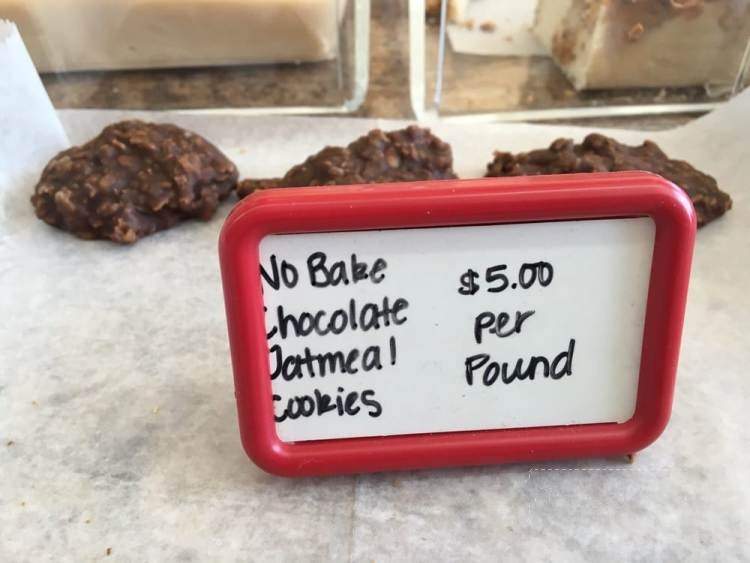 No Bake
Chocolate
Oatmeal
Cookies
$5.00
per
Pound